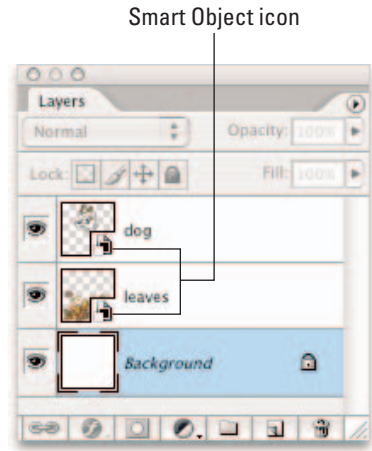 Smart Object icon
Layers
Normal
Opacity: 100%
Lock:
Fill: 100%
dog
leaves
Background